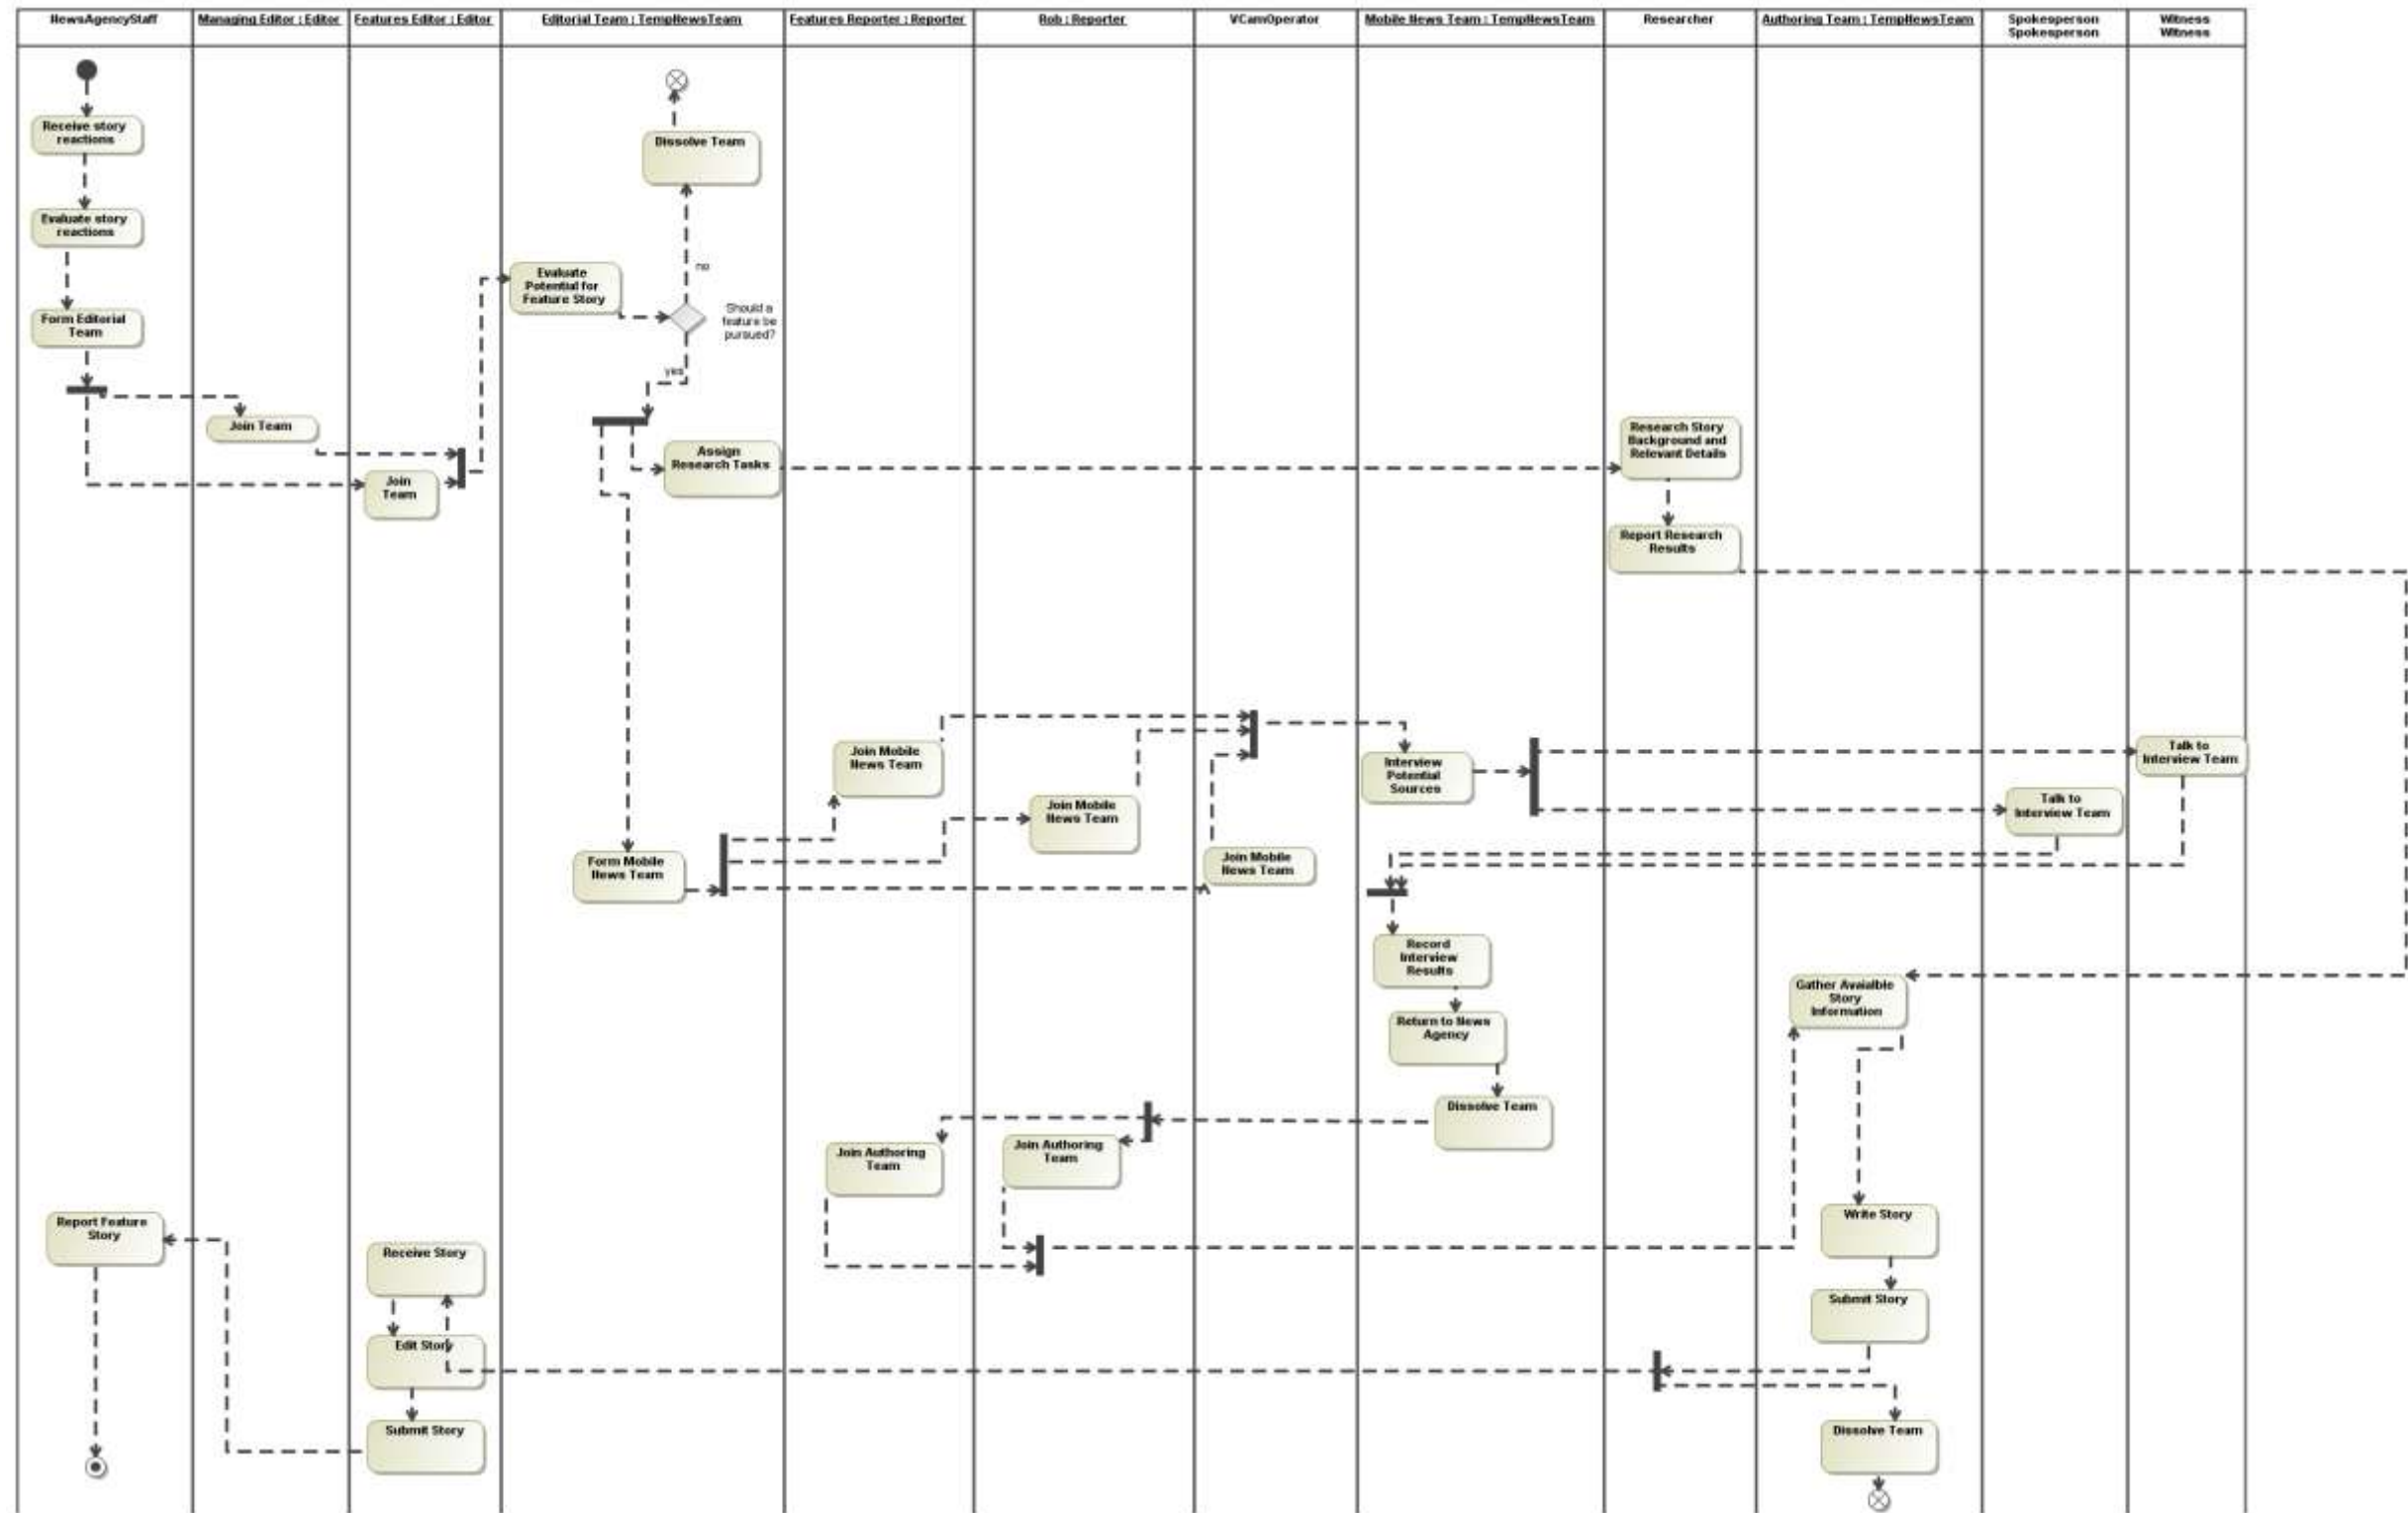 NewsAgencyStaff
Managing Editor : Editor
Features Editor : Editor
Editorial Team : TempNewsTeam
Features Reporter : Reporter
Rob : Reporter
VCamOperator
Mobile News Team : TempNewsTeam
Researcher
Authoring Team : TempNewsTeam
Spokesperson
Spokesperson
Witness
Witness
Receive story
reactions
Dissolve Team
Evaluate story
reactions
no
Evaluate
Potential for
Feature Story
Should a
feature be
pursued?
Form Editorial
Team
yes
Join Team
Research Story
Background and
Relevant Details
Assign
Research Tasks
Join
Team
Report Research
Results
Join Mobile
News Team
Talk to
Interview Team
Interview
Potential
Sources
Talk to
Interview Team
Join Mobile
News Team
Form Mobile
News Team
Join Mobile
News Team
Record
Interview
Results
Gather Avaialble
Story
Information
Return to News
Agency
Dissolve Team
Join Authoring
Team
Join Authoring
Team
Write Story
Report Feature
Story
Receive Story
Submit Story
Edit Story
Submit Story
Dissolve Team